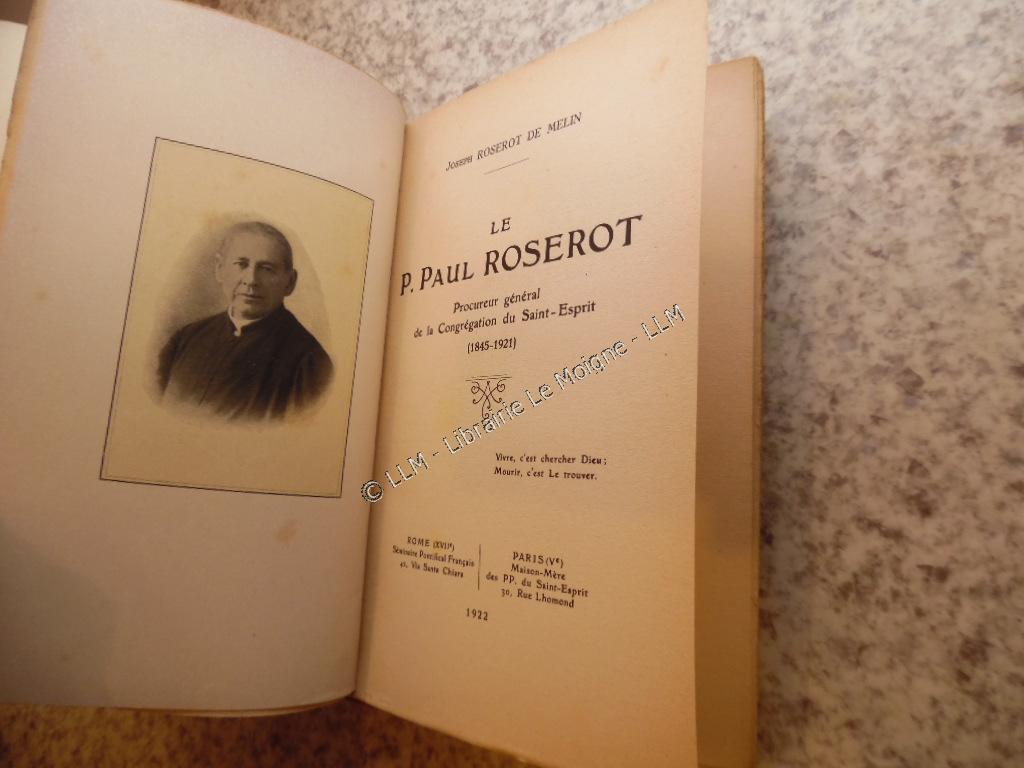 Joseph ROSEROT DE MELIN
LE
P. PAUL ROSEROT
Procureur général
de la Congrégation du Saint-Esprit
(1845-1921)
© LLM - Librairie Le Moigne - LLM
Vivre, c'est chercher Dieu ;
Mourir, c'est Le trouver.
ROME (XVIIe)
Séminaire Pontifical Français
42, Via Santa Chiara
PARIS (Ve)
Maison-Mère
des PP. du Saint-Esprit
30, Rue Lhomond
1922